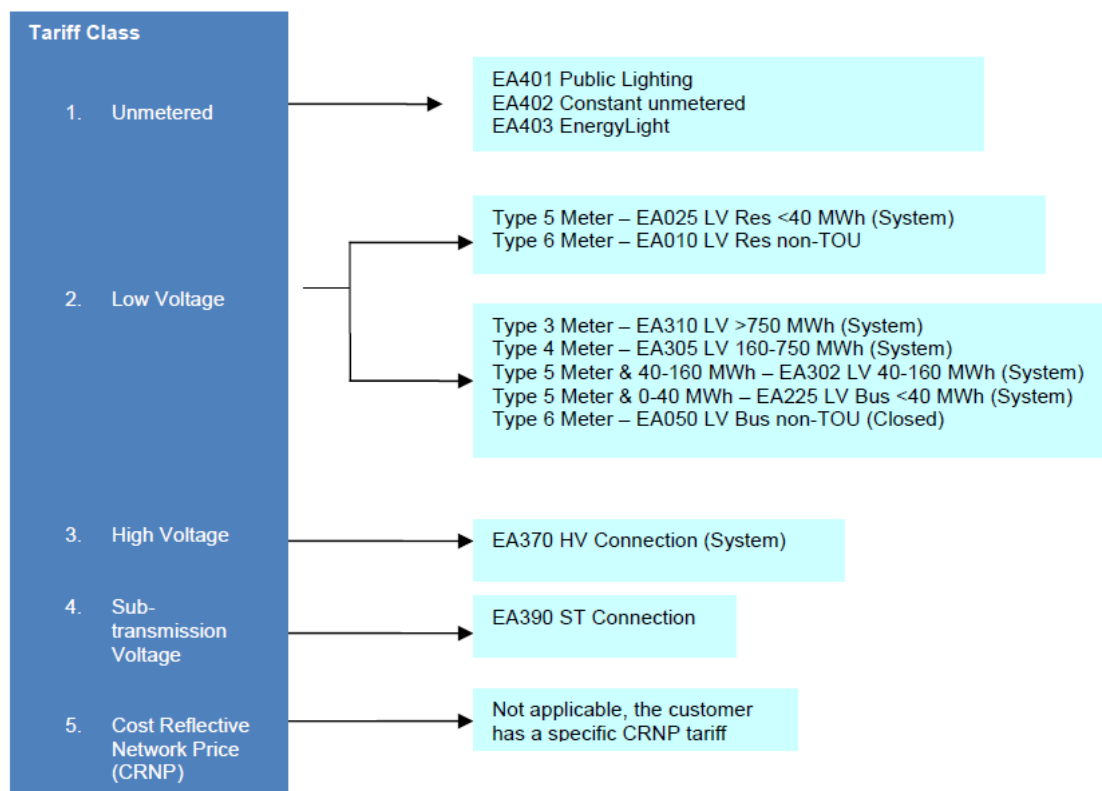 Tariff Class
1. Unmetered
EA401 Public Lighting
EA402 Constant unmetered
EA403 EnergyLight
2. Low Voltage
Type 5 Meter – EA025 LV Res <40 MWh (System)
Type 6 Meter – EA010 LV Res non-TOU
Type 3 Meter – EA310 LV >750 MWh (System)
Type 4 Meter – EA305 LV 160-750 MWh (System)
Type 5 Meter & 40-160 MWh – EA302 LV 40-160 MWh (System)
Type 5 Meter & 0-40 MWh – EA225 LV Bus <40 MWh (System)
Type 6 Meter – EA050 LV Bus non-TOU (Closed)
3. High Voltage
EA370 HV Connection (System)
4. Sub-
transmission
Voltage
EA390 ST Connection
5. Cost Reflective
Network Price
(CRNP)
Not applicable, the customer
has a specific CRNP tariff